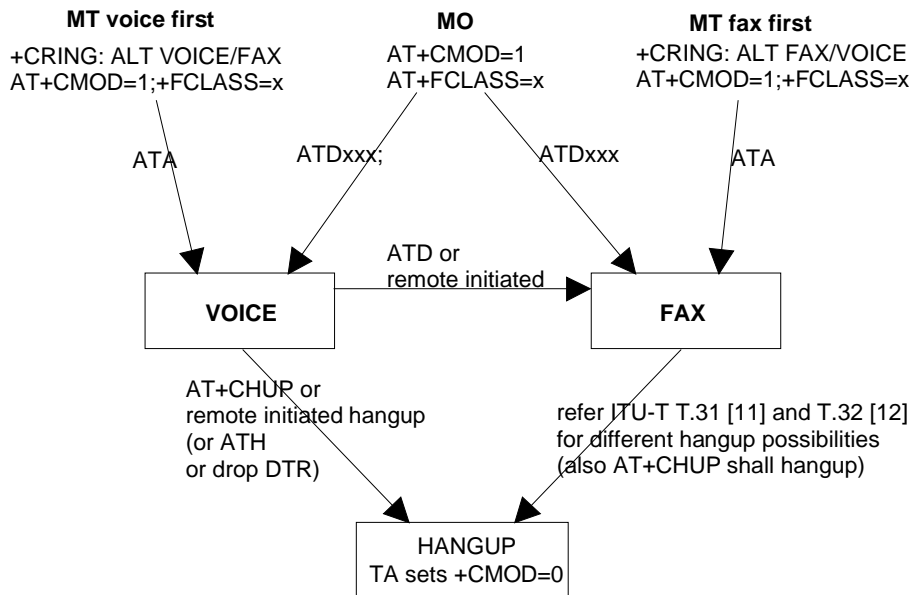 MT voice first
+CRING: ALT VOICE/FAX
AT+CMOD=1;+FCLASS=x
MO
AT+CMOD=1
AT+FCLASS=x
MT fax first
+CRING: ALT FAX/VOICE
AT+CMOD=1;+FCLASS=x
ATA
ATDxxx;
ATDxxx
ATA
ATD or
remote initiated
VOICE
FAX
AT+CHUP or
remote initiated hangup
(or ATH
or drop DTR)
refer ITU-T T.31 [11] and T.32 [12]
for different hangup possibilities
(also AT+CHUP shall hangup)
HANGUP
TA sets +CMOD=0